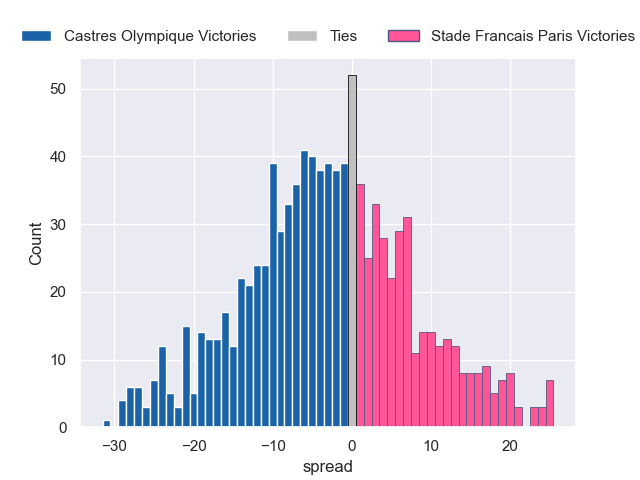 Castres Olympique Victories Ties Stade Francais Paris Victories
50
40
30
20
10
0
Count
−30 −20 −10 0 10 20
spread